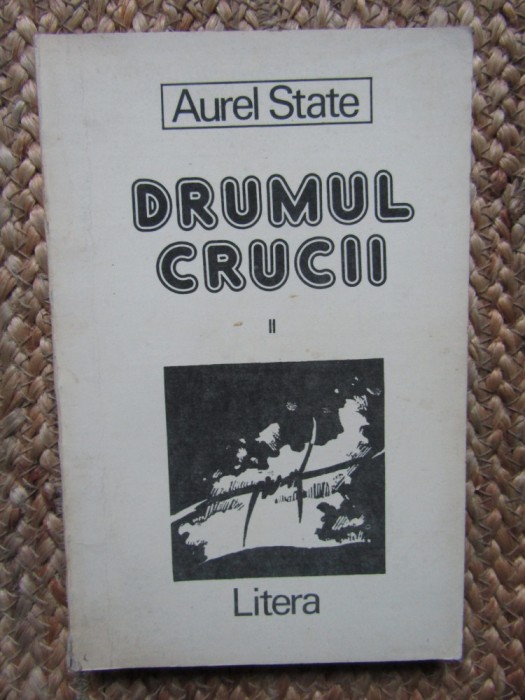 Aurel State
DRUMUL
CRUCII
II
Litera